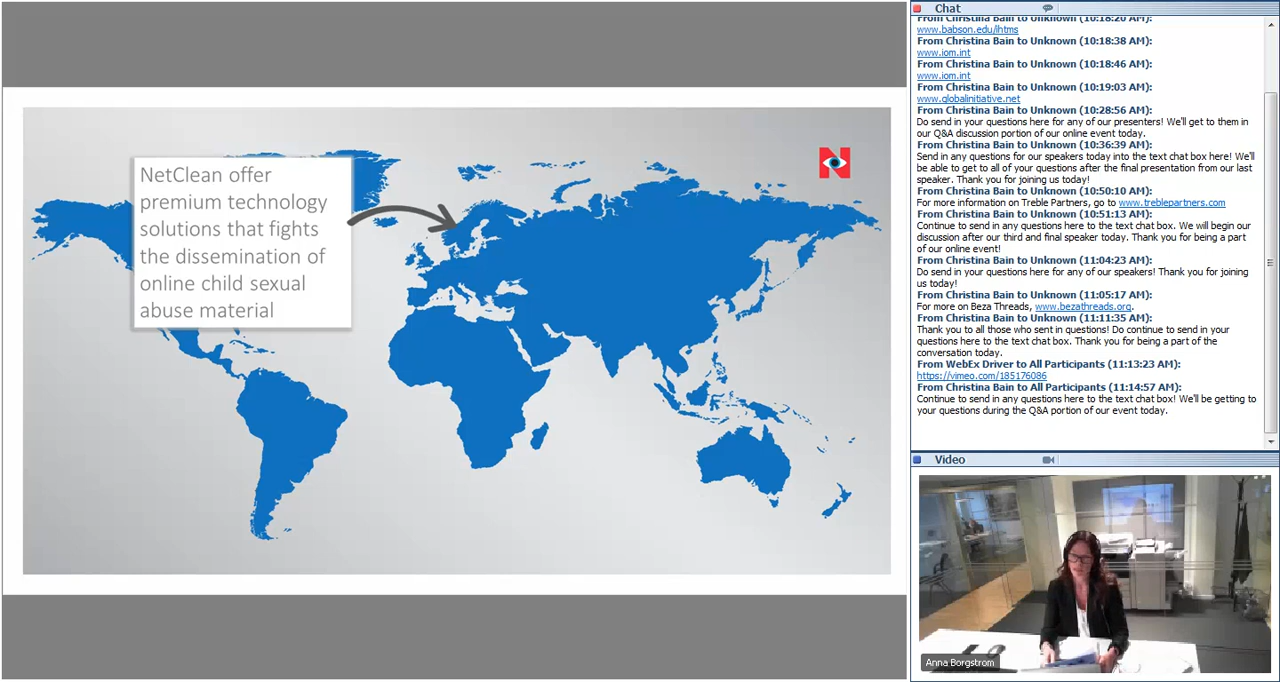 NetClean offer
premium technology
solutions that fights
the dissemination of
online child sexual
abuse material
N
Chat
From Christina Bain to Unknown (10:18:20 AM):
www.babson.edu/ihtms
From Christina Bain to Unknown (10:18:38 AM):
www.iom.int
From Christina Bain to Unknown (10:18:46 AM):
www.iom.int
From Christina Bain to Unknown (10:19:03 AM):
www.globalinitiative.net
From Christina Bain to Unknown (10:28:56 AM):
Do send in your questions here for any of our presenters! We'll get to them in
our Q&A discussion portion of our online event today.
From Christina Bain to Unknown (10:36:39 AM):
Send in any questions for our speakers today into the text chat box here! We'll
be able to get to all of your questions after the final presentation from our last
speaker. Thank you for joining us today!
From Christina Bain to Unknown (10:50:10 AM):
For more information on Treble Partners, go to www.treblepartners.com
From Christina Bain to Unknown (10:51:13 AM):
Continue to send in any questions here to the text chat box. We will begin our
discussion after our third and final speaker today. Thank you for being a part
of our online event!
From Christina Bain to Unknown (11:04:23 AM):
Do send in your questions here for any of our speakers! Thank you for joining
us today!
From Christina Bain to Unknown (11:05:17 AM):
For more on Beza Threads, www.bezathreads.org.
From Christina Bain to Unknown (11:11:35 AM):
Thank you to all those who sent in questions! Do continue to send in your
questions here to the text chat box. Thank you for being a part of the
conversation today.
From WebEx Driver to All Participants (11:13:23 AM):
https://vimeo.com/185176086
From Christina Bain to All Participants (11:14:57 AM):
Continue to send in any questions here to the text chat box! We'll be getting to
your questions during the Q&A portion of our event today.
Video
Anna Borgstrom